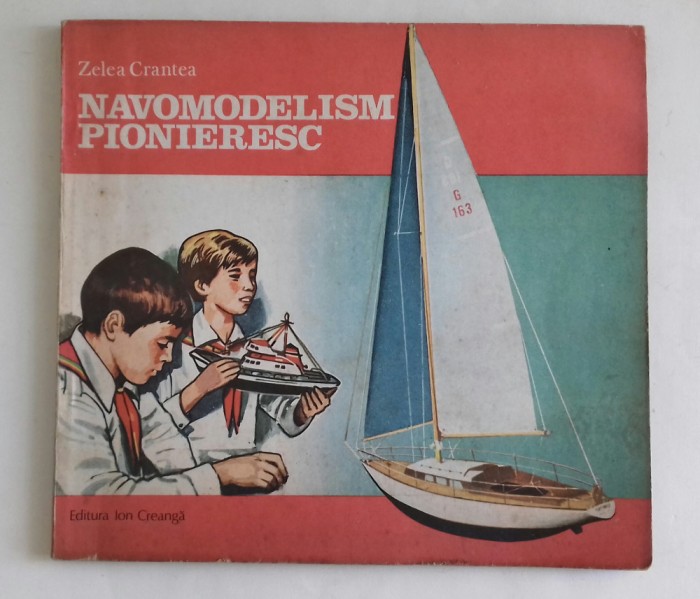 Zelea Crantea
NAVOMODELISM
PIONIERESC
G
163
Editura Ion Creangă